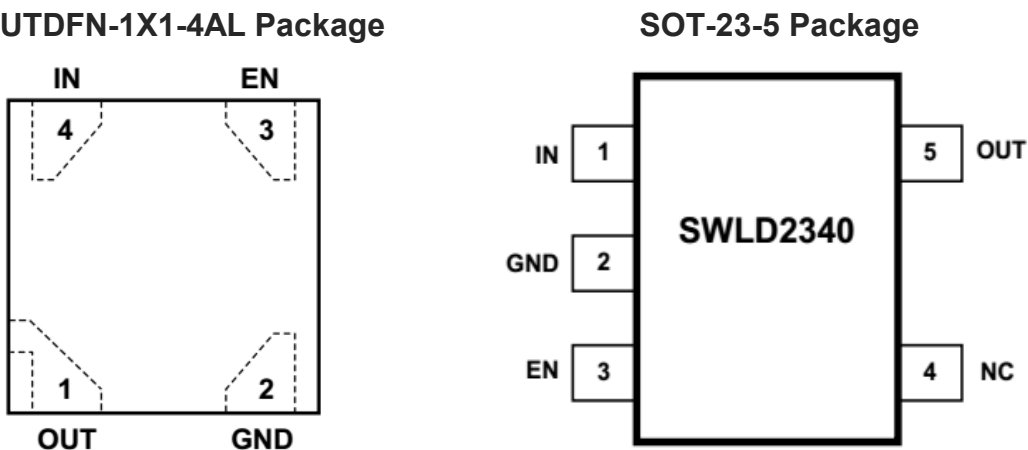 UTDFN-1X1-4AL Package
IN EN
4 3
1 2
OUT GND
SOT-23-5 Package
IN 1 5 OUT
SWLD2340
GND 2
EN 3 4 NC